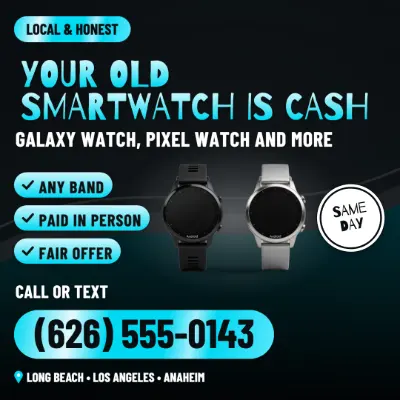 LOCAL & HONEST
YOUR OLD
SMARTWATCH IS CASH
GALAXY WATCH, PIXEL WATCH AND MORE
ANY BAND
PAID IN PERSON
FAIR OFFER
SAME
DAY
CALL OR TEXT
(626) 555-0143
LONG BEACH • LOS ANGELES • ANAHEIM